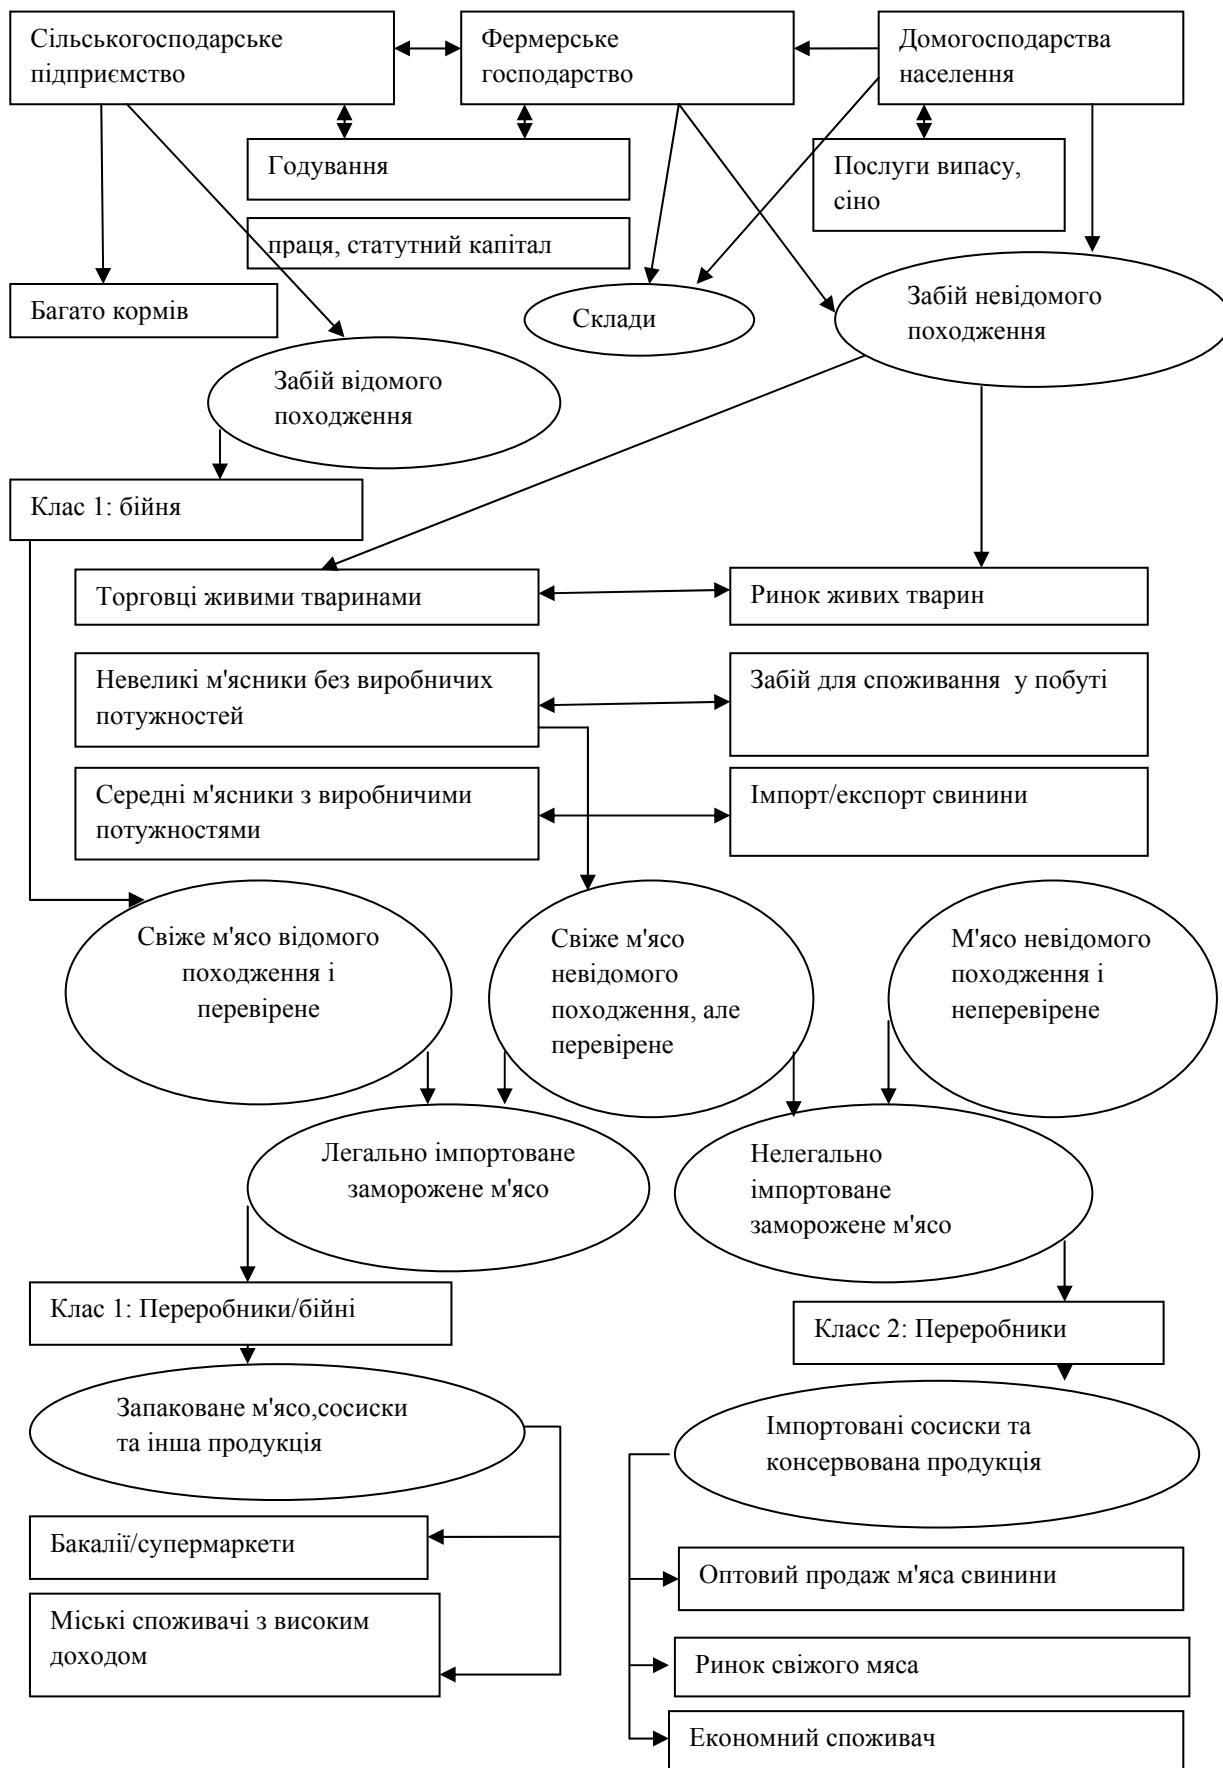 Сільськогосподарське
підприємство
Фермерське
господарство
Домогосподарства
населення
Годування
Послуги випасу,
сіно
праця, статутний капітал
Багато кормів
Склади
Забій невідомого
походження
Забій відомого
походження
Клас 1: бійня
Торговці живими тваринами
Ринок живих тварин
Невеликі м'ясники без виробничих
потужностей
Забій для споживання у побуті
Середні м'ясники з виробничими
потужностями
Імпорт/експорт свинини
Свіже м'ясо відомого
походження і
перевірене
Свіже м'ясо
невідомого
походження, але
перевірене
М'ясо невідомого
походження і
неперевірене
Легально імпортоване
заморожене м'ясо
Нелегально
імпортоване
заморожене м'ясо
Клас 1: Переробники/бійні
Класс 2: Переробники
Запаковане м'ясо,сосиски
та інша продукція
Імпортовані сосиски та
консервована продукція
Бакалії/супермаркети
Оптовий продаж м'яса свинини
Міські споживачі з високим
доходом
Ринок свіжого мяса
Економний споживач